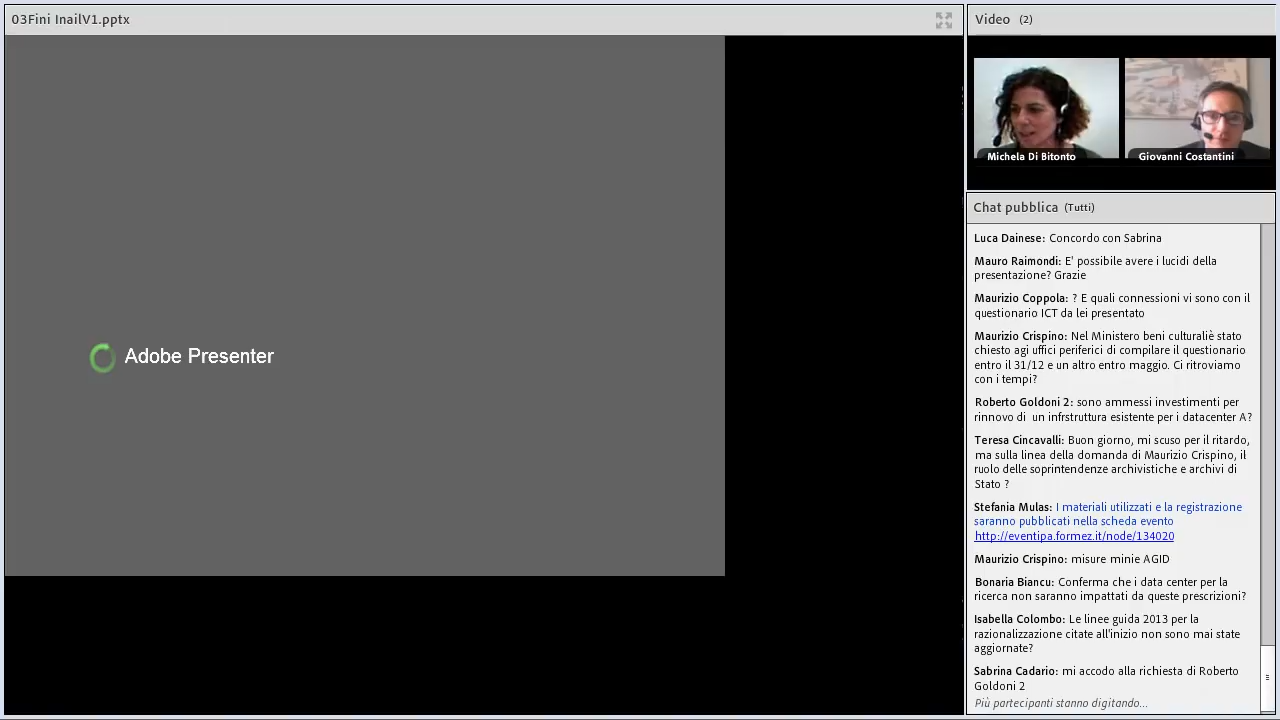 03Fini InailV1.pptx
Adobe Presenter
Video (2)
Michela Di Bitonto
Giovanni Costantini
Chat pubblica (Tutti)
Luca Dainese: Concordo con Sabrina
Mauro Raimondi: E' possibile avere i lucidi della
presentazione? Grazie
Maurizio Coppola: ? E quali connessioni vi sono con il
questionario ICT da lei presentato
Maurizio Crispino: Nel Ministero beni culturaliè stato
chiesto agi uffici periferici di compilare il questionario
entro il 31/12 e un altro entro maggio. Ci ritroviamo
con i tempi?
Roberto Goldoni 2: sono ammessi investimenti per
rinnovo di un infrstruttura esistente per i datacenter A?
Teresa Cincavalli: Buon giorno, mi scuso per il ritardo,
ma sulla linea della domanda di Maurizio Crispino, il
ruolo delle soprintendenze archivistiche e archivi di
Stato ?
Stefania Mulas: I materiali utilizzati e la registrazione
saranno pubblicati nella scheda evento
http://eventipa.formez.it/node/134020
Maurizio Crispino: misure minie AGID
Bonaria Biancu: Conferma che i data center per la
ricerca non saranno impattati da queste prescrizioni?
Isabella Colombo: Le linee guida 2013 per la
razionalizzazione citate all'inizio non sono mai state
aggiornate?
Sabrina Cadario: mi accodo alla richiesta di Roberto
Goldoni 2
Più partecipanti stanno digitando...